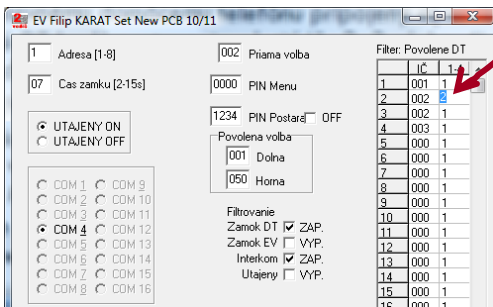 EV Filip KARAT Set New PCB 10/11
1 Adresa [1-8]
07 Cas zamku [2-15s]
UTAJENY ON
UTAJENY OFF
COM 1 COM 9
COM 2 COM 10
COM 3 COM 11
COM 4 COM 12
COM 5 COM 13
COM 6 COM 14
COM 7 COM 15
COM 8 COM 16
002 Priama volba
0000 PIN Menu
1234 PIN Postara OFF
Povolena volba
001 Dolna
050 Horna
Filtrovanie
Zamok DT ZAP.
Zamok EV VYP.
Interkom ZAP.
Utajeny VYP.
Filter: Povolene DT
IČ 1-4
1 001 1
2 002 2
3 002 1
4 003 1
5 000 1
6 000 1
7 000 1
8 000 1
9 000 1
10 000 1
11 000 1
12 000 1
13 000 1
14 000 1
15 000 1
16 000 1